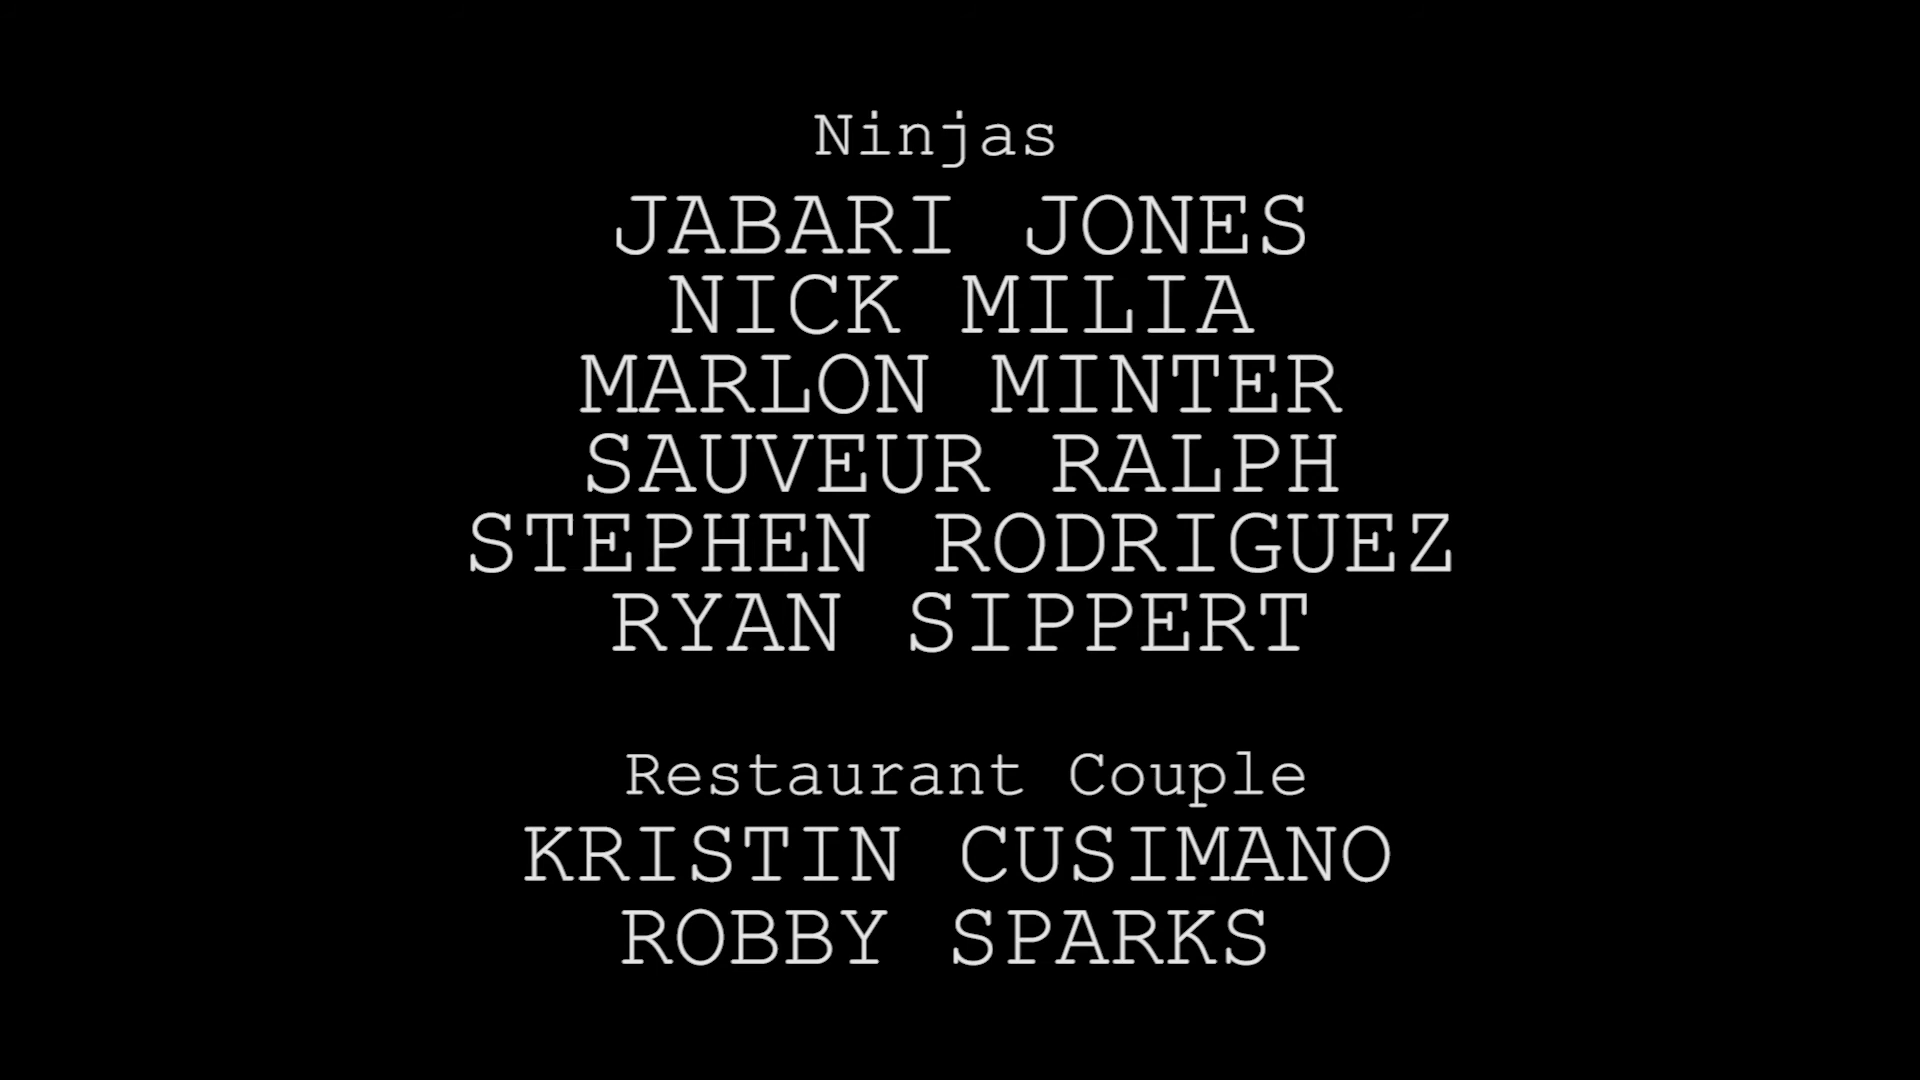 Ninjas
JABARI JONES
NICK MILIA
MARLON MINTER
SAUVEUR RALPH
STEPHEN RODRIGUEZ
RYAN SIPPERT
Restaurant Couple
KRISTIN CUSIMANO
ROBBY SPARKS